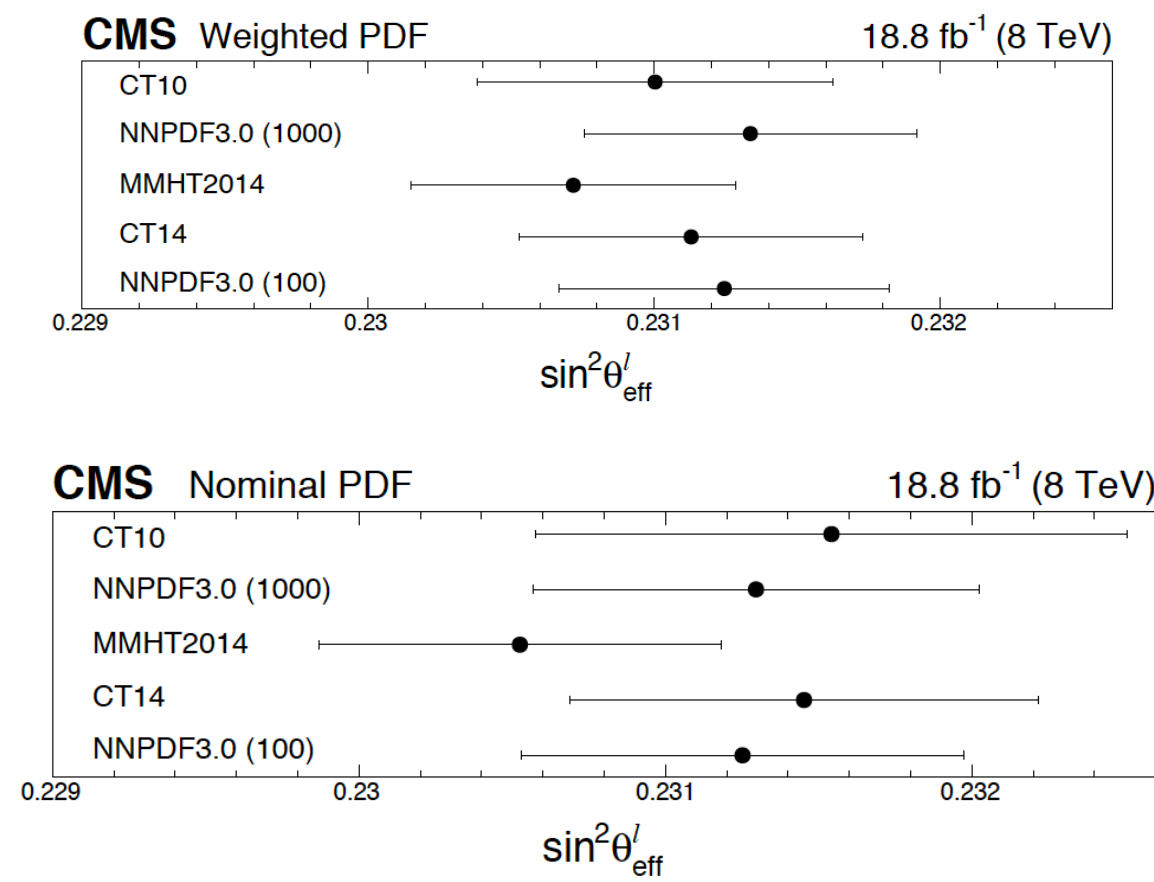 CMS Weighted PDF 18.8 fb⁻¹ (8 TeV)
CT10
NNPDF3.0 (1000)
MMHT2014
CT14
NNPDF3.0 (100)
0.229 0.23 0.231 0.232
sin²θˡeff
CMS Nominal PDF 18.8 fb⁻¹ (8 TeV)
CT10
NNPDF3.0 (1000)
MMHT2014
CT14
NNPDF3.0 (100)
0.229 0.23 0.231 0.232
sin²θˡeff